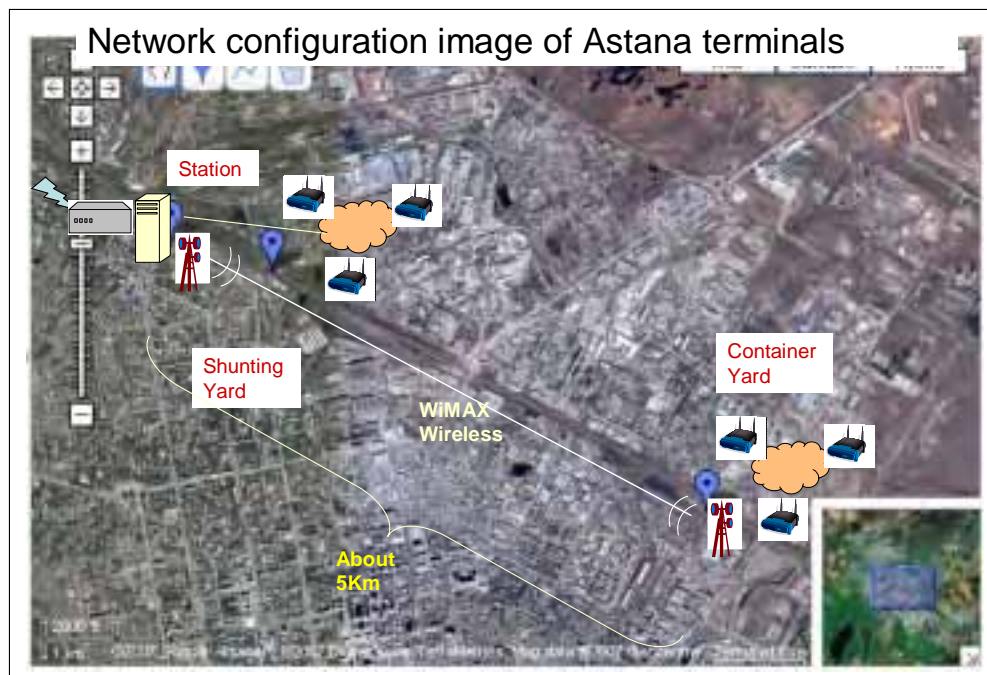 Network configuration image of Astana terminals
Station
Shunting
Yard
Container
Yard
WiMAX
Wireless
About
5Km